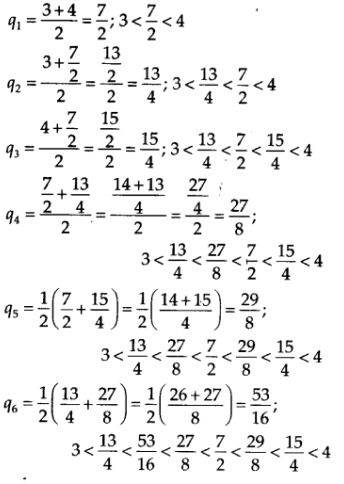 q₁ = (3+4)/2 = 7/2; 3 < 7/2 < 4
q₂ = (3+7/2)/2 = (13/2)/2 = 13/4; 3 < 13/4 < 7/2 < 4
q₃ = (4+7/2)/2 = (15/2)/2 = 15/4; 3 < 13/4 < 7/2 < 15/4 < 4
q₄ = (7/2+13/4)/2 = ((14+13)/4)/2 = (27/4)/2 = 27/8;
3 < 13/4 < 27/8 < 7/2 < 15/4 < 4
q₅ = 1/2(7/2+15/4) = 1/2((14+15)/4) = 29/8;
3 < 13/4 < 27/8 < 7/2 < 29/8 < 15/4 < 4
q₆ = 1/2(13/4+27/8) = 1/2((26+27)/8) = 53/16;
3 < 13/4 < 53/16 < 27/8 < 7/2 < 29/8 < 15/4 < 4